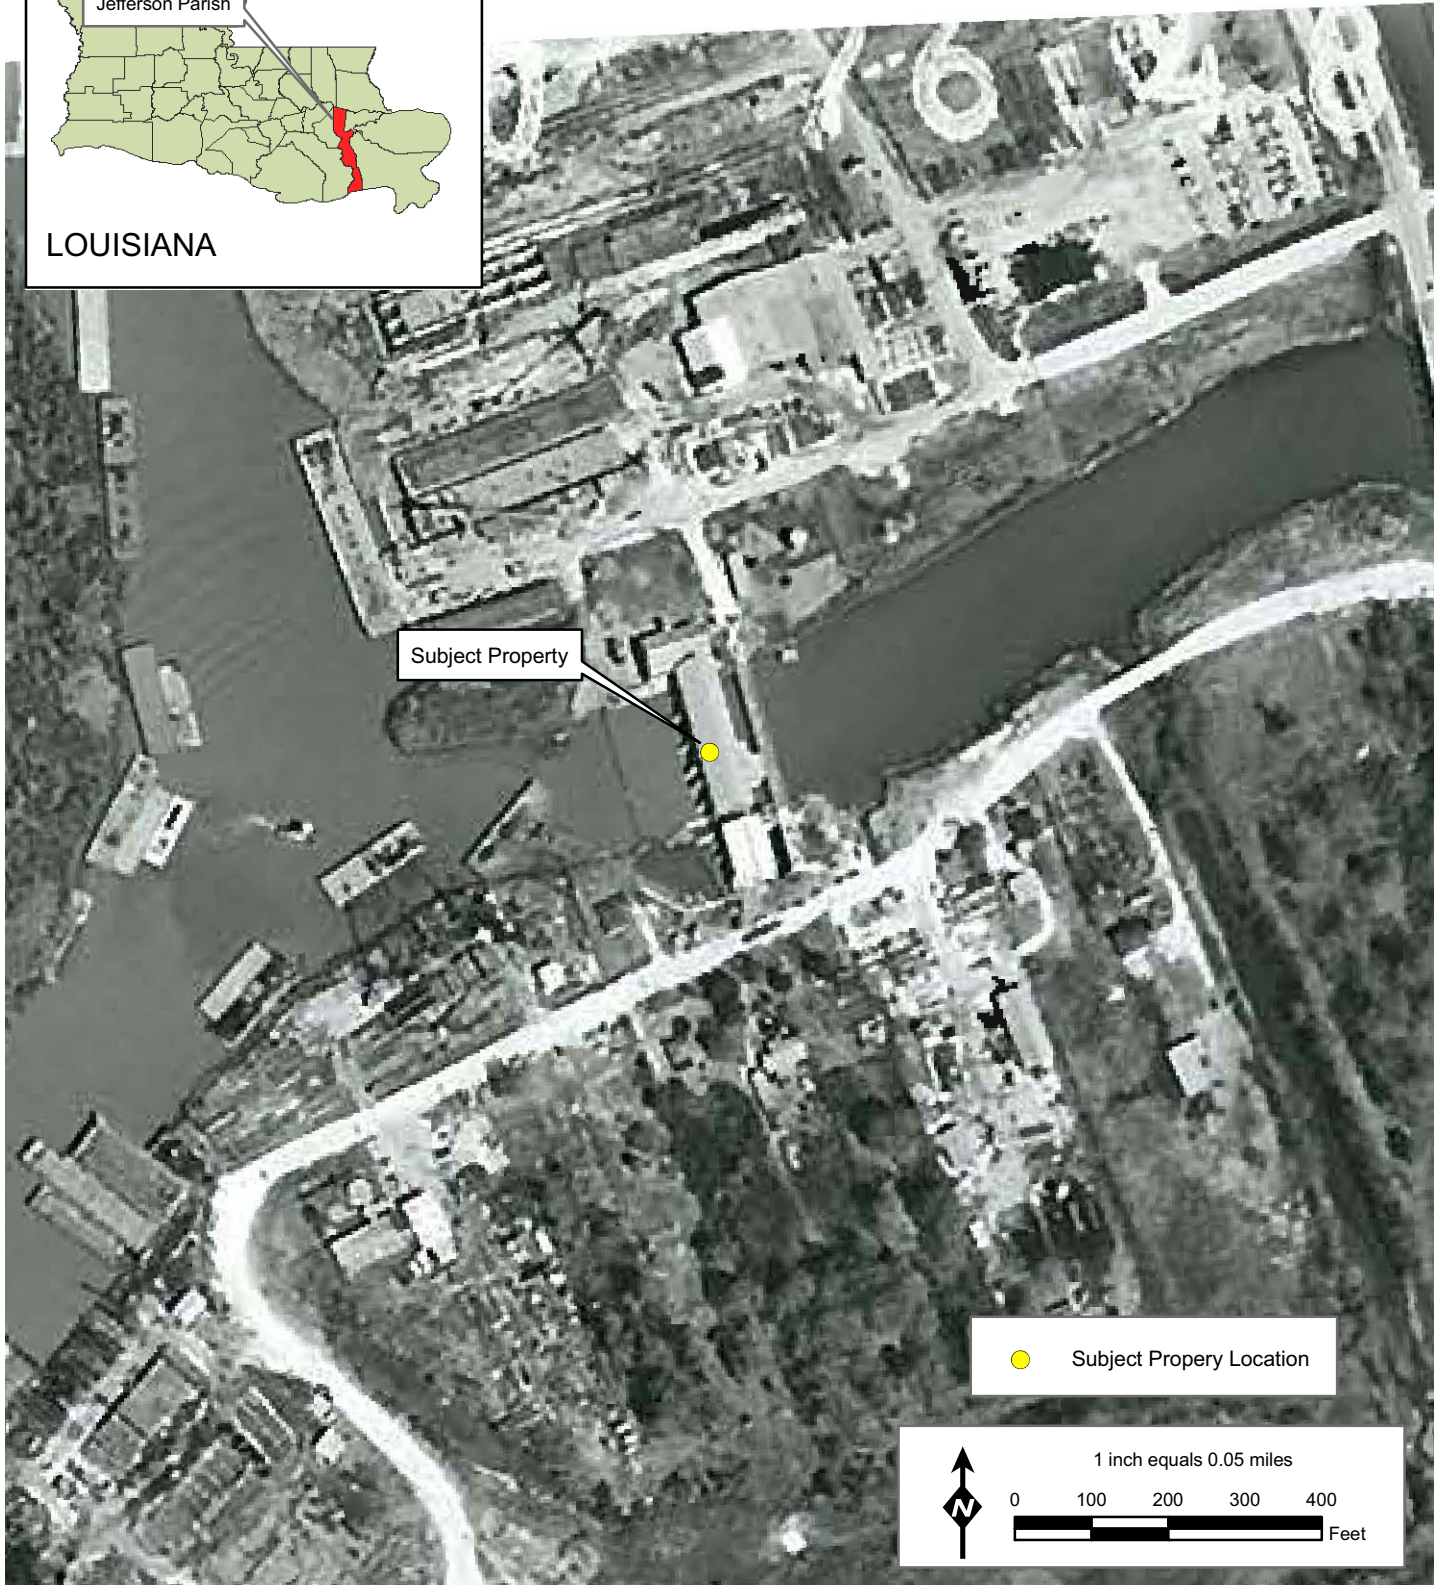 Jefferson Parish
LOUISIANA
Subject Property
Subject Propery Location
1 inch equals 0.05 miles
N
0 100 200 300 400
Feet